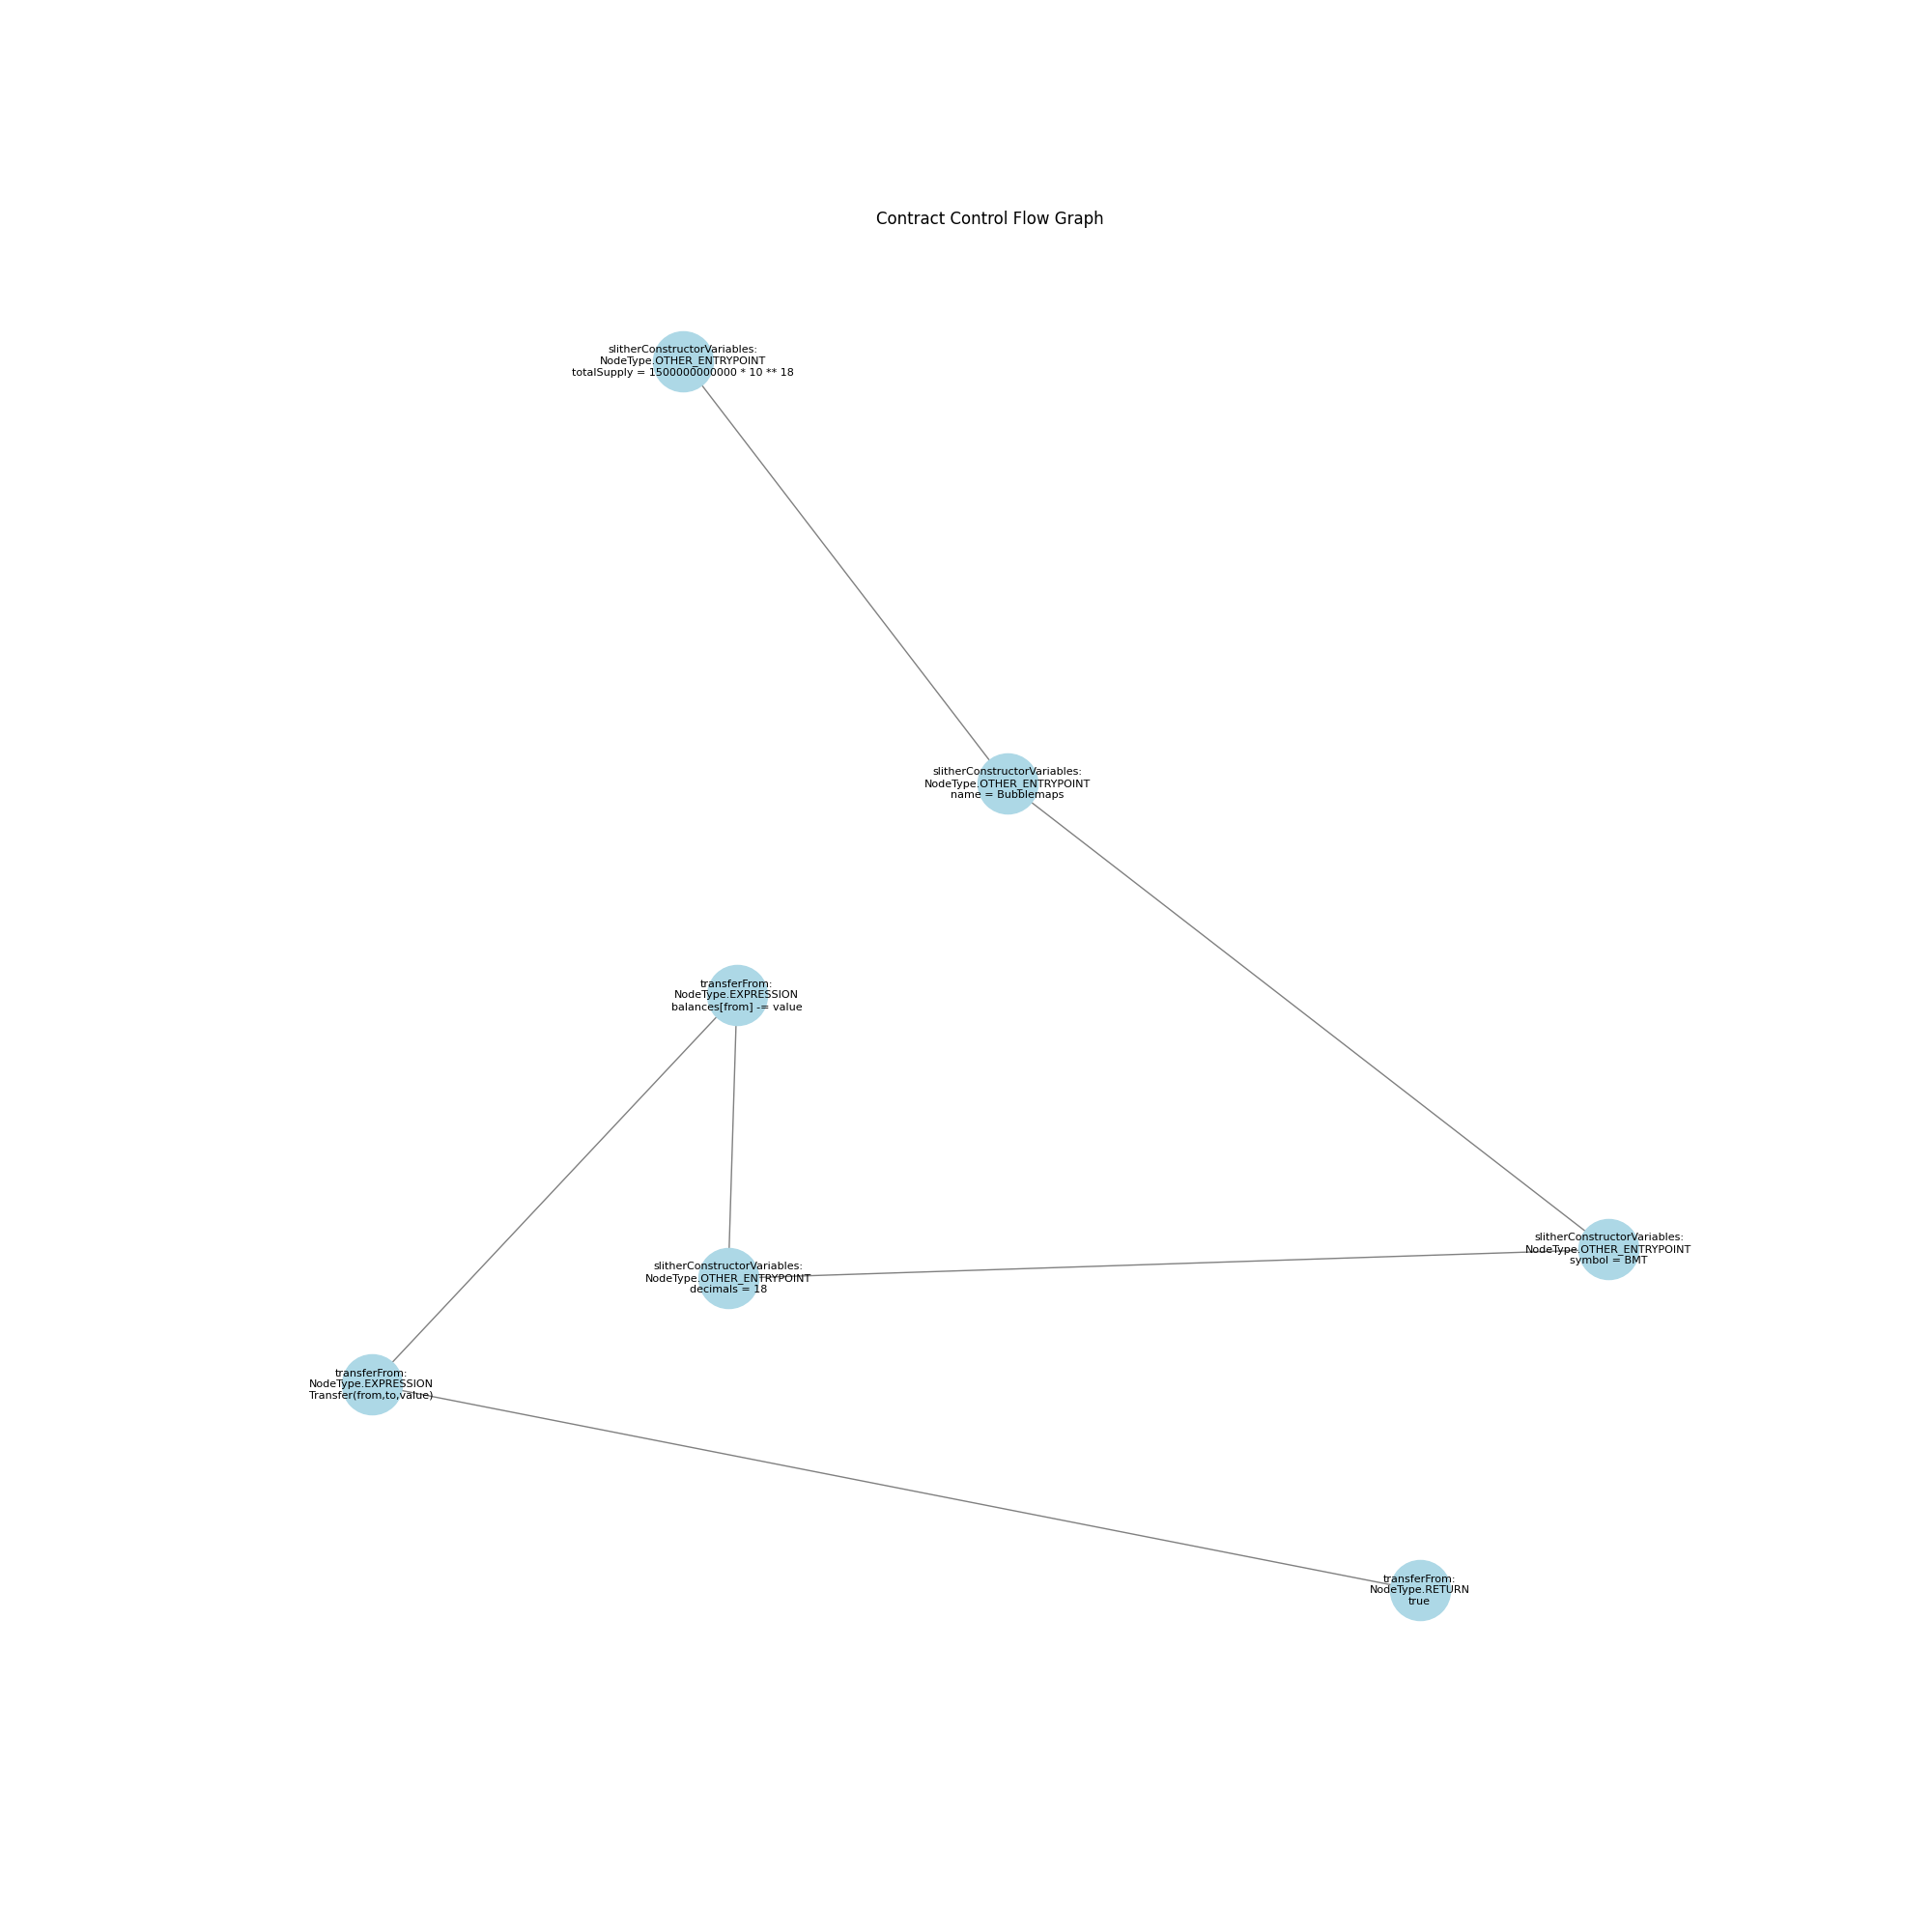 Contract Control Flow Graph
slitherConstructorVariables:
NodeType.OTHER_ENTRYPOINT
totalSupply = 1500000000000 * 10 ** 18
slitherConstructorVariables:
NodeType.OTHER_ENTRYPOINT
name = Bubblemaps
transferFrom:
NodeType.EXPRESSION
balances[from] -= value
slitherConstructorVariables:
NodeType.OTHER_ENTRYPOINT
symbol = BMT
slitherConstructorVariables:
NodeType.OTHER_ENTRYPOINT
decimals = 18
transferFrom:
NodeType.EXPRESSION
Transfer(from,to,value)
transferFrom:
NodeType.RETURN
true